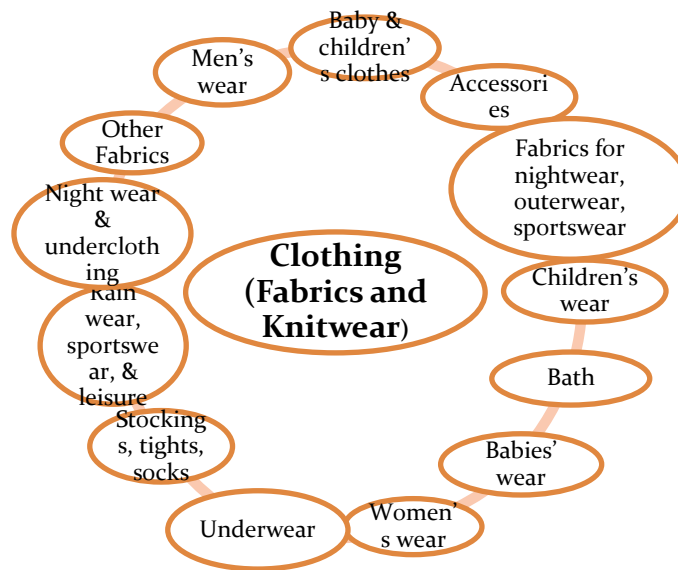 Baby &
children’
s clothes
Accessori
es
Fabrics for
nightwear,
outerwear,
sportswear
Children’s
wear
Bath
Babies’
wear
Women’
s wear
Underwear
Stocking
s, tights,
socks
Rain
wear,
sportswe
ar, &
leisure
Night wear
&
undercloth
ing
Other
Fabrics
Men’s
wear
Clothing
(Fabrics and
Knitwear)